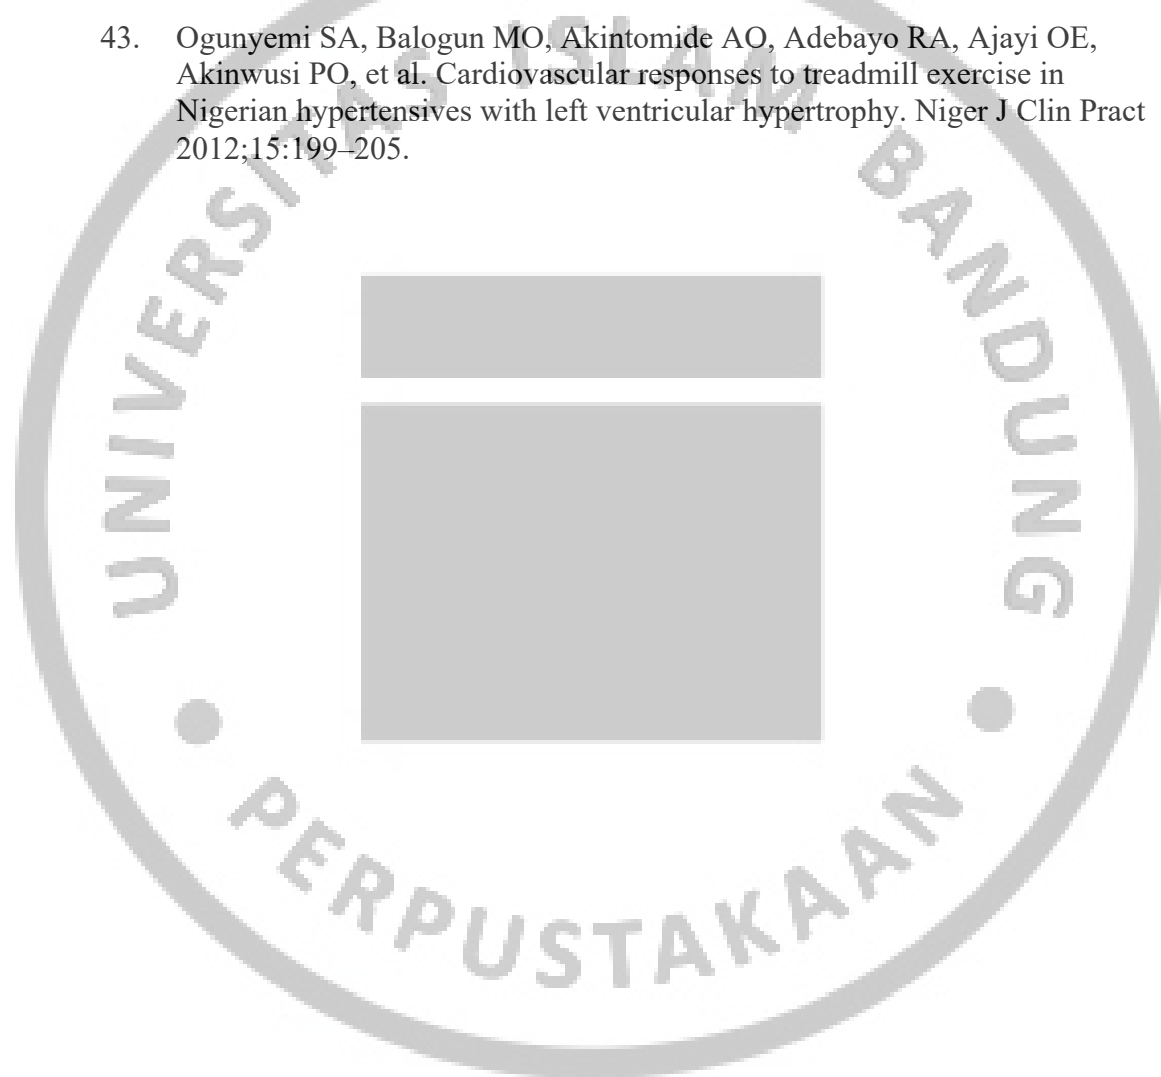 43. Ogunyemi SA, Balogun MO, Akintomide AO, Adebayo RA, Ajayi OE,
Akinwusi PO, et al. Cardiovascular responses to treadmill exercise in
Nigerian hypertensives with left ventricular hypertrophy. Niger J Clin Pract
2012;15:199–205.
UNIVERSITAS ISLAM BANDUNG
PERPUSTAKAAN